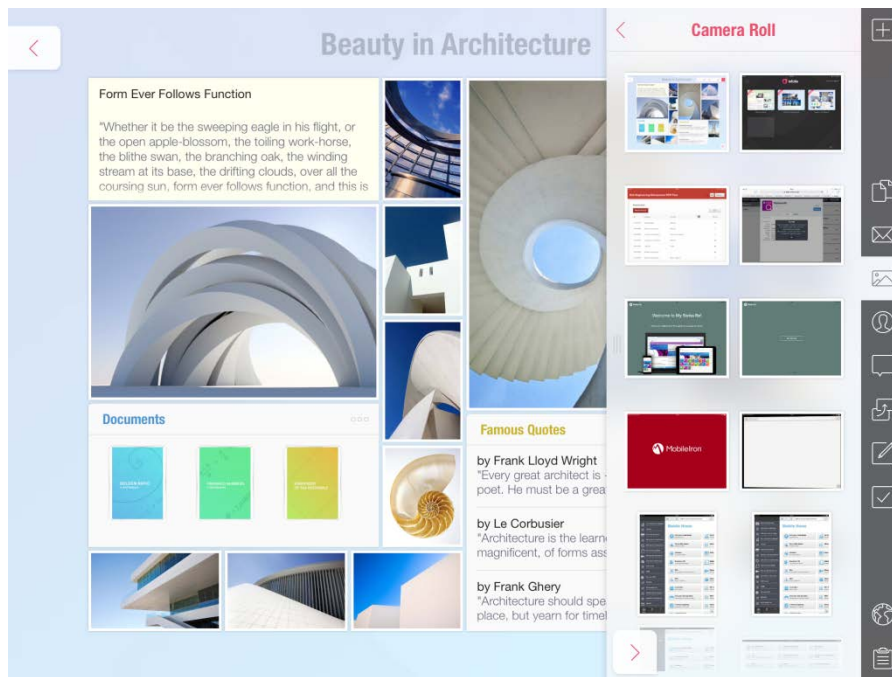 Beauty in Architecture
Form Ever Follows Function
"Whether it be the sweeping eagle in his flight, or
the open apple-blossom, the toiling work-horse,
the blithe swan, the branching oak, the winding
stream at its base, the drifting clouds, over all the
coursing sun, form ever follows function, and this is
Documents
Famous Quotes
by Frank Lloyd Wright
"Every great architect is
poet. He must be a grea
by Le Corbusier
"Architecture is the learn
magnificent, of forms ass
by Frank Ghery
"Architecture should spe
place, but yearn for timel
Camera Roll
MobileIron